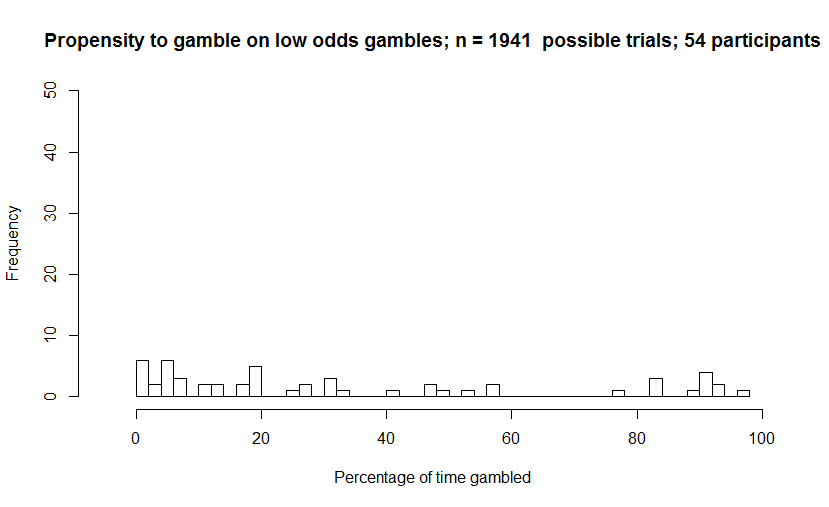 Propensity to gamble on low odds gambles; n = 1941  possible trials; 54 participants
50
40
30
20
10
0
Frequency
0 20 40 60 80 100
Percentage of time gambled